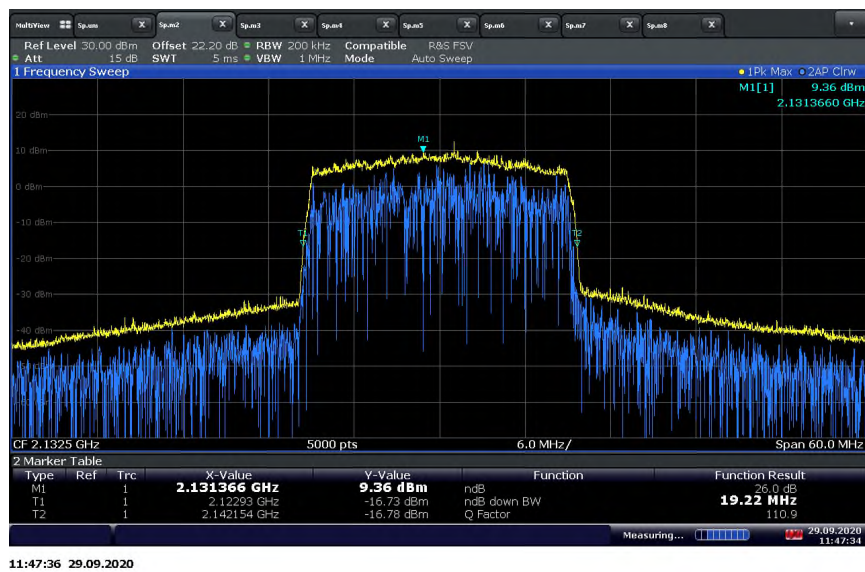 MultiView Sp.um X Sp.m2 X Sp.m3 X Sp.m4 X Sp.m5 X Sp.m6 X Sp.m7 X Sp.m8 X
Ref Level 30.00 dBm Offset 22.20 dB RBW 200 kHz Compatible R&S FSV
Att 15 dB SWT 5 ms VBW 1 MHz Mode Auto Sweep
1 Frequency Sweep 1Pk Max 2AP Clrw
M1[1] 9.36 dBm
2.1313660 GHz
20 dBm
M1
10 dBm
0 dBm
-10 dBm
T1 T2
-20 dBm
-30 dBm
-40 dBm
CF 2.1325 GHz 5000 pts 6.0 MHz/ Span 60.0 MHz
2 Marker Table
Type Ref Trc X-Value Y-Value Function Function Result
M1 1 2.131366 GHz 9.36 dBm ndB 26.0 dB
T1 1 2.12293 GHz -16.73 dBm ndB down BW 19.22 MHz
T2 1 2.142154 GHz -16.78 dBm Q Factor 110.9
Measuring... 29.09.2020
11:47:34
11:47:36 29.09.2020